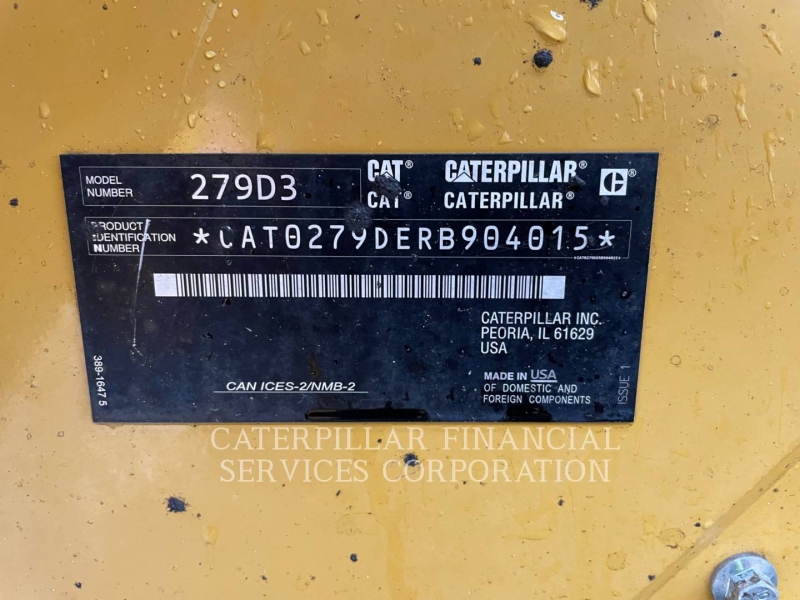 MODEL NUMBER 279D3
CAT® CATERPILLAR®
CAT® CATERPILLAR®
PRODUCT IDENTIFICATION NUMBER *CAT0279DERB904015*
*CAT0279DERB904015*
CATERPILLAR INC.
PEORIA, IL 61629
USA
MADE IN USA
OF DOMESTIC AND
FOREIGN COMPONENTS
CAN ICES-2/NMB-2
389-1647 5
ISSUE 1
CATERPILLAR FINANCIAL
SERVICES CORPORATION